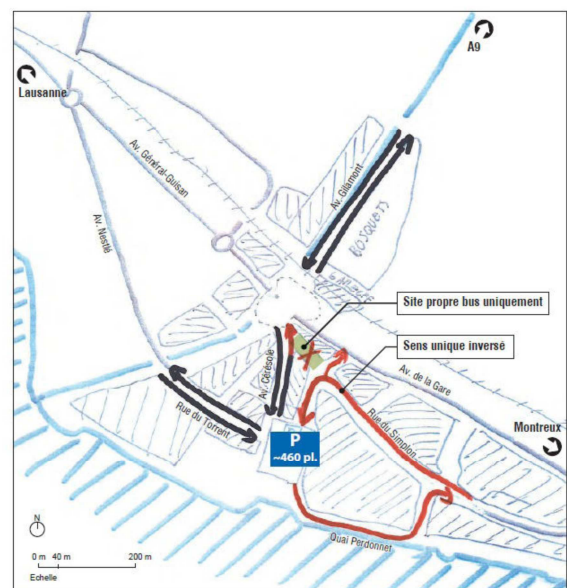 A9
Lausanne
Av. Général-Guisan
Av. Gilamont
BOSQUETS
Av. Nestlé
Site propre bus uniquement
Sens unique inversé
Av. Cérésole
Av. de la Gare
Rue du Torrent
Rue du Simplon
P
~460 pl.
Montreux
Quai Perdonnet
N
0 m 40 m 200 m
Echelle